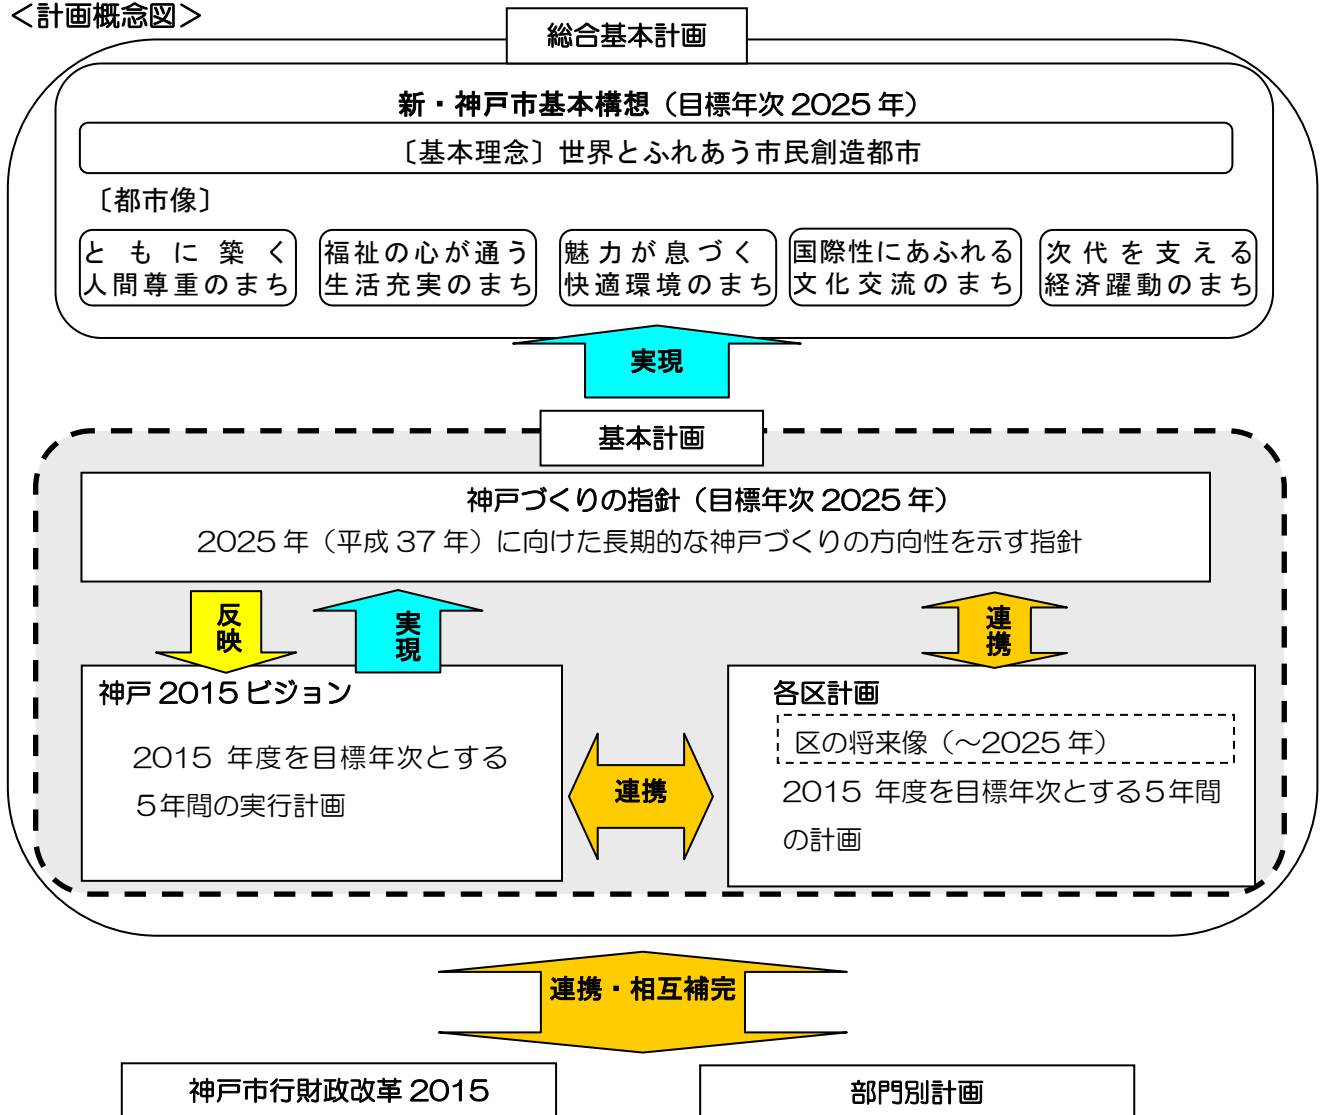 ＜計画概念図＞
総合基本計画
新・神戸市基本構想（目標年次 2025 年）
〔基本理念〕世界とふれあう市民創造都市
〔都市像〕
ともに築く
人間尊重のまち
福祉の心が通う
生活充実のまち
魅力が息づく
快適環境のまち
国際性にあふれる
文化交流のまち
次代を支える
経済躍動のまち
実現
基本計画
神戸づくりの指針（目標年次 2025 年）
2025 年（平成 37 年）に向けた長期的な神戸づくりの方向性を示す指針
反映
実現
連携
神戸 2015 ビジョン
2015 年度を目標年次とする
5年間の実行計画
連携
各区計画
区の将来像（～2025 年）
2015 年度を目標年次とする5年間
の計画
連携・相互補完
神戸市行財政改革 2015
部門別計画